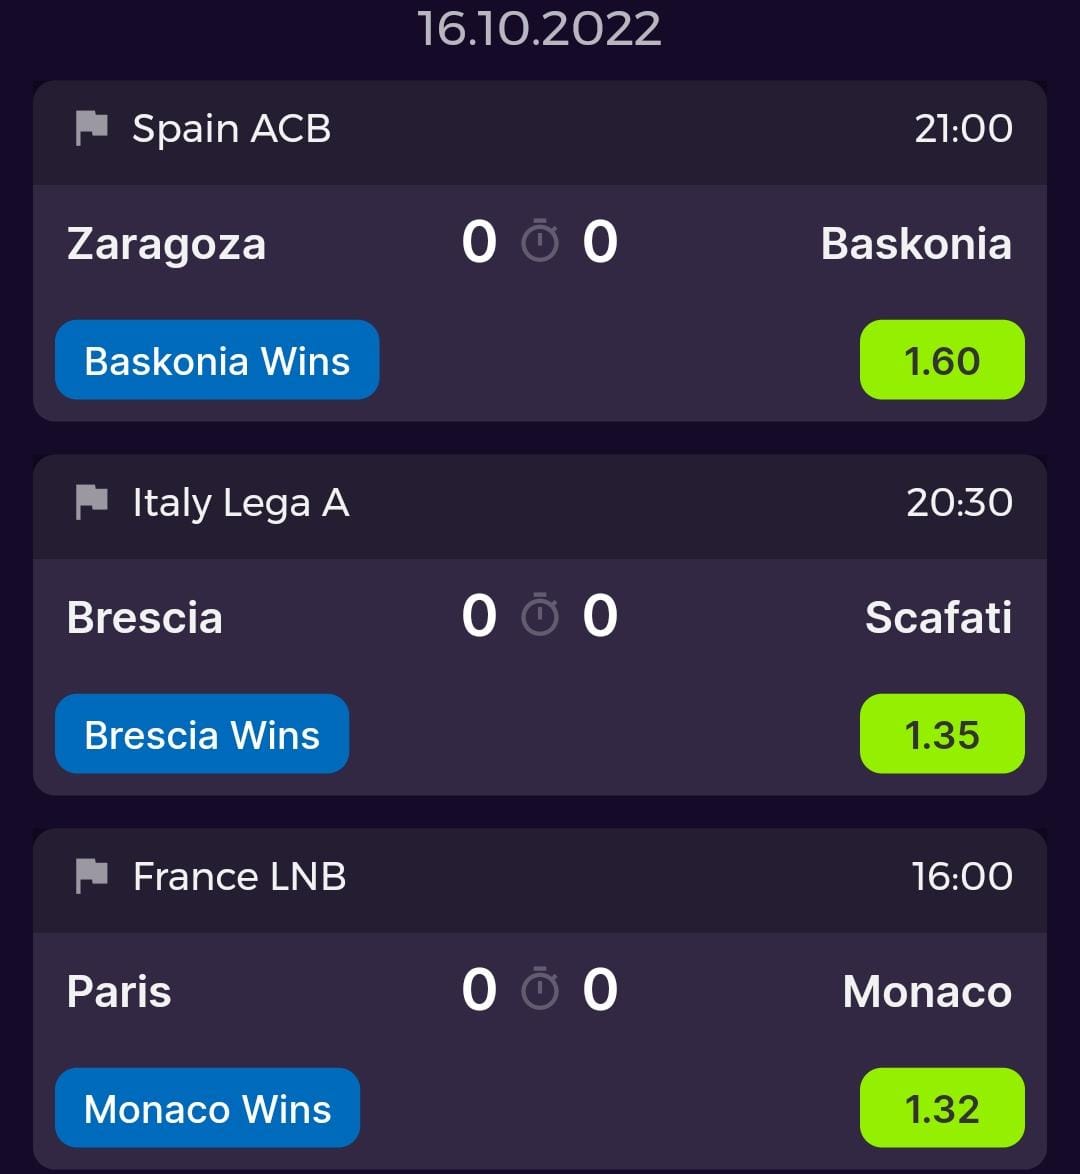 16.10.2022
Spain ACB 21:00
Zaragoza 0 0 Baskonia
Baskonia Wins 1.60
Italy Lega A 20:30
Brescia 0 0 Scafati
Brescia Wins 1.35
France LNB 16:00
Paris 0 0 Monaco
Monaco Wins 1.32